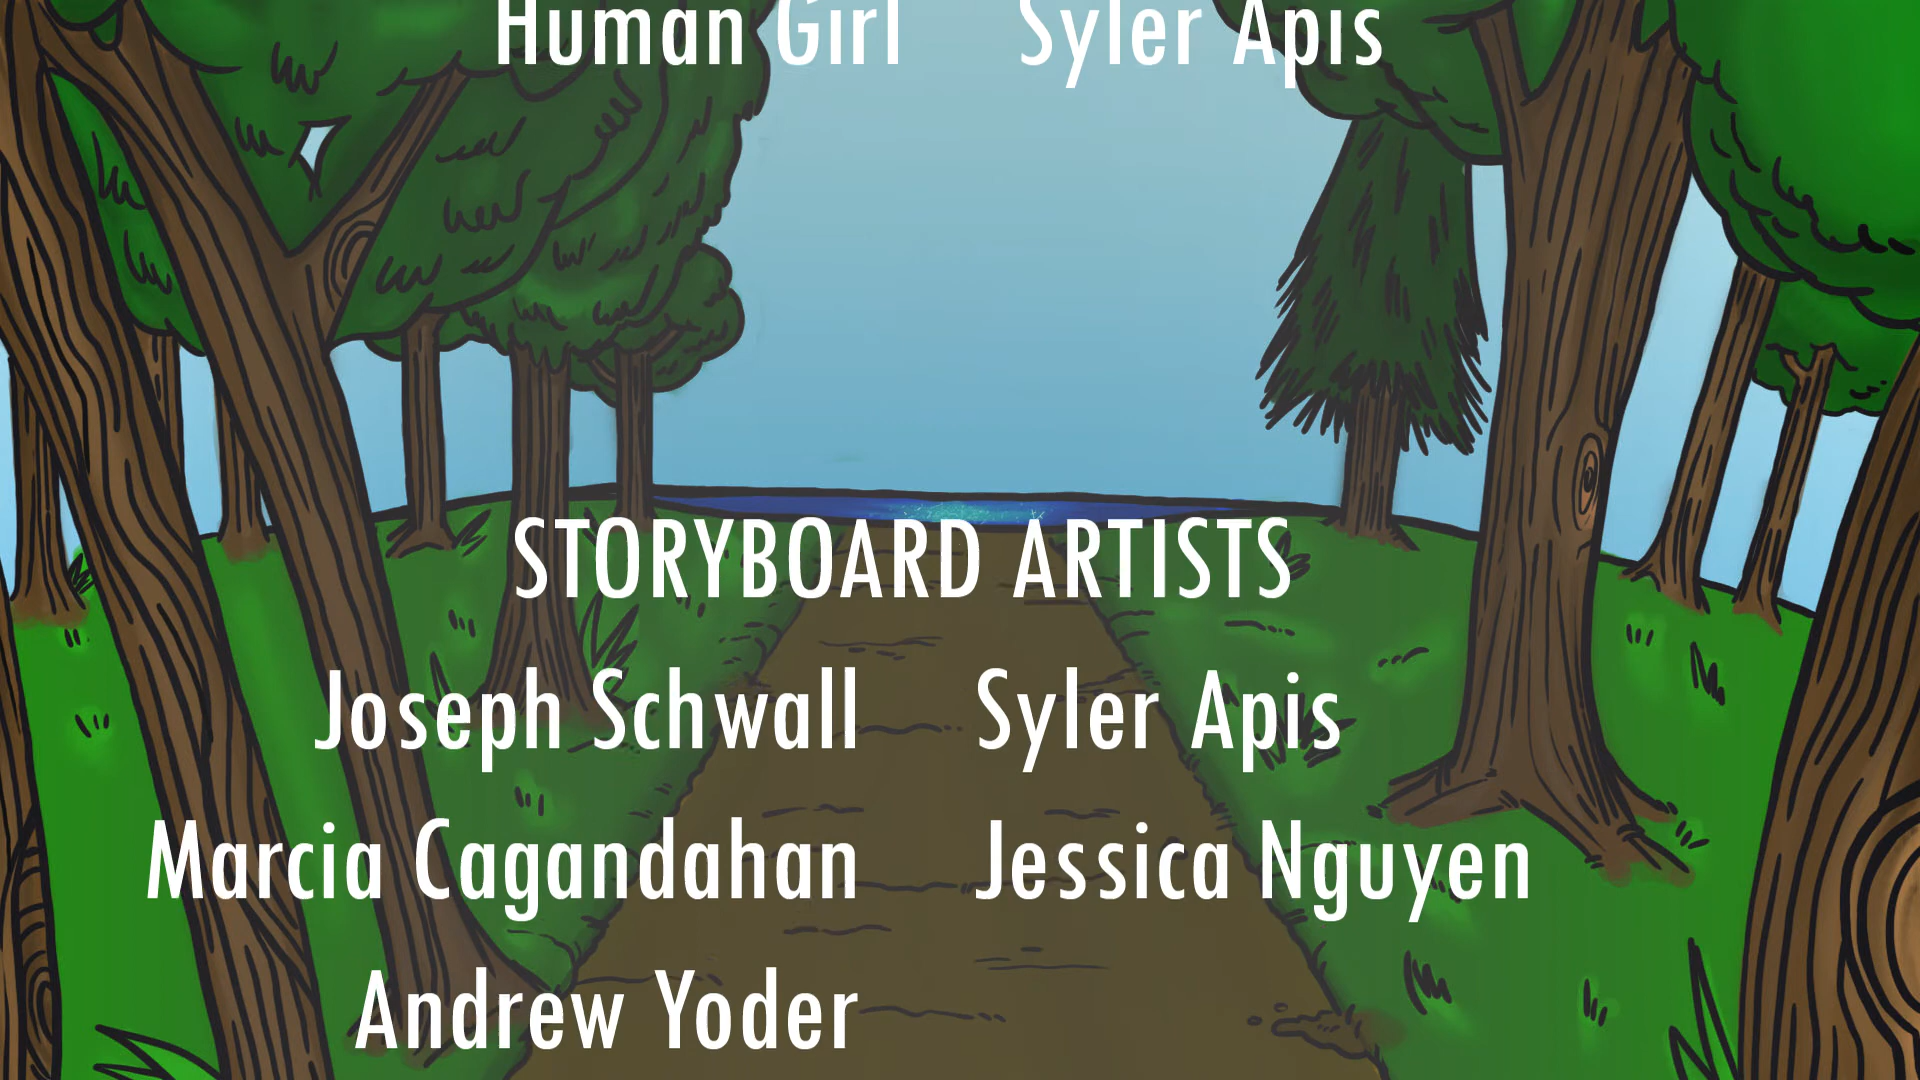 Human Girl Syler Apis
STORYBOARD ARTISTS
Joseph Schwall Syler Apis
Marcia Cagandahan Jessica Nguyen
Andrew Yoder